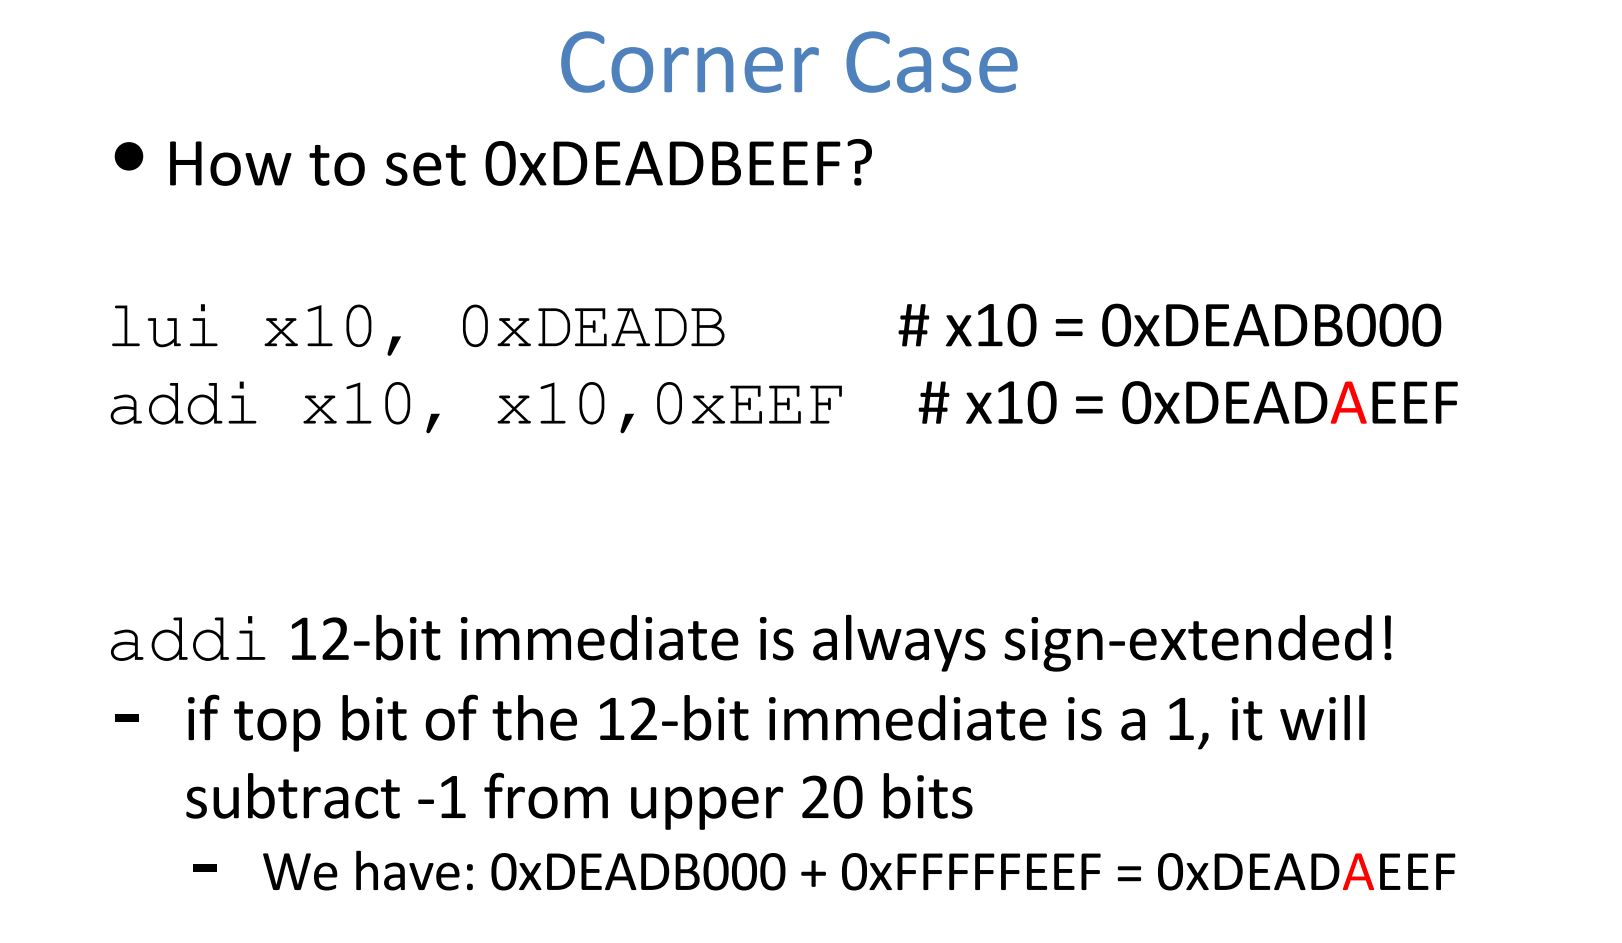 Corner Case
• How to set 0xDEADBEEF?
lui x10, 0xDEADB # x10 = 0xDEADB000
addi x10, x10,0xEEF # x10 = 0xDEADAEEF
addi 12-bit immediate is always sign-extended!
- if top bit of the 12-bit immediate is a 1, it will
subtract -1 from upper 20 bits
- We have: 0xDEADB000 + 0xFFFFFEEF = 0xDEADAEEF